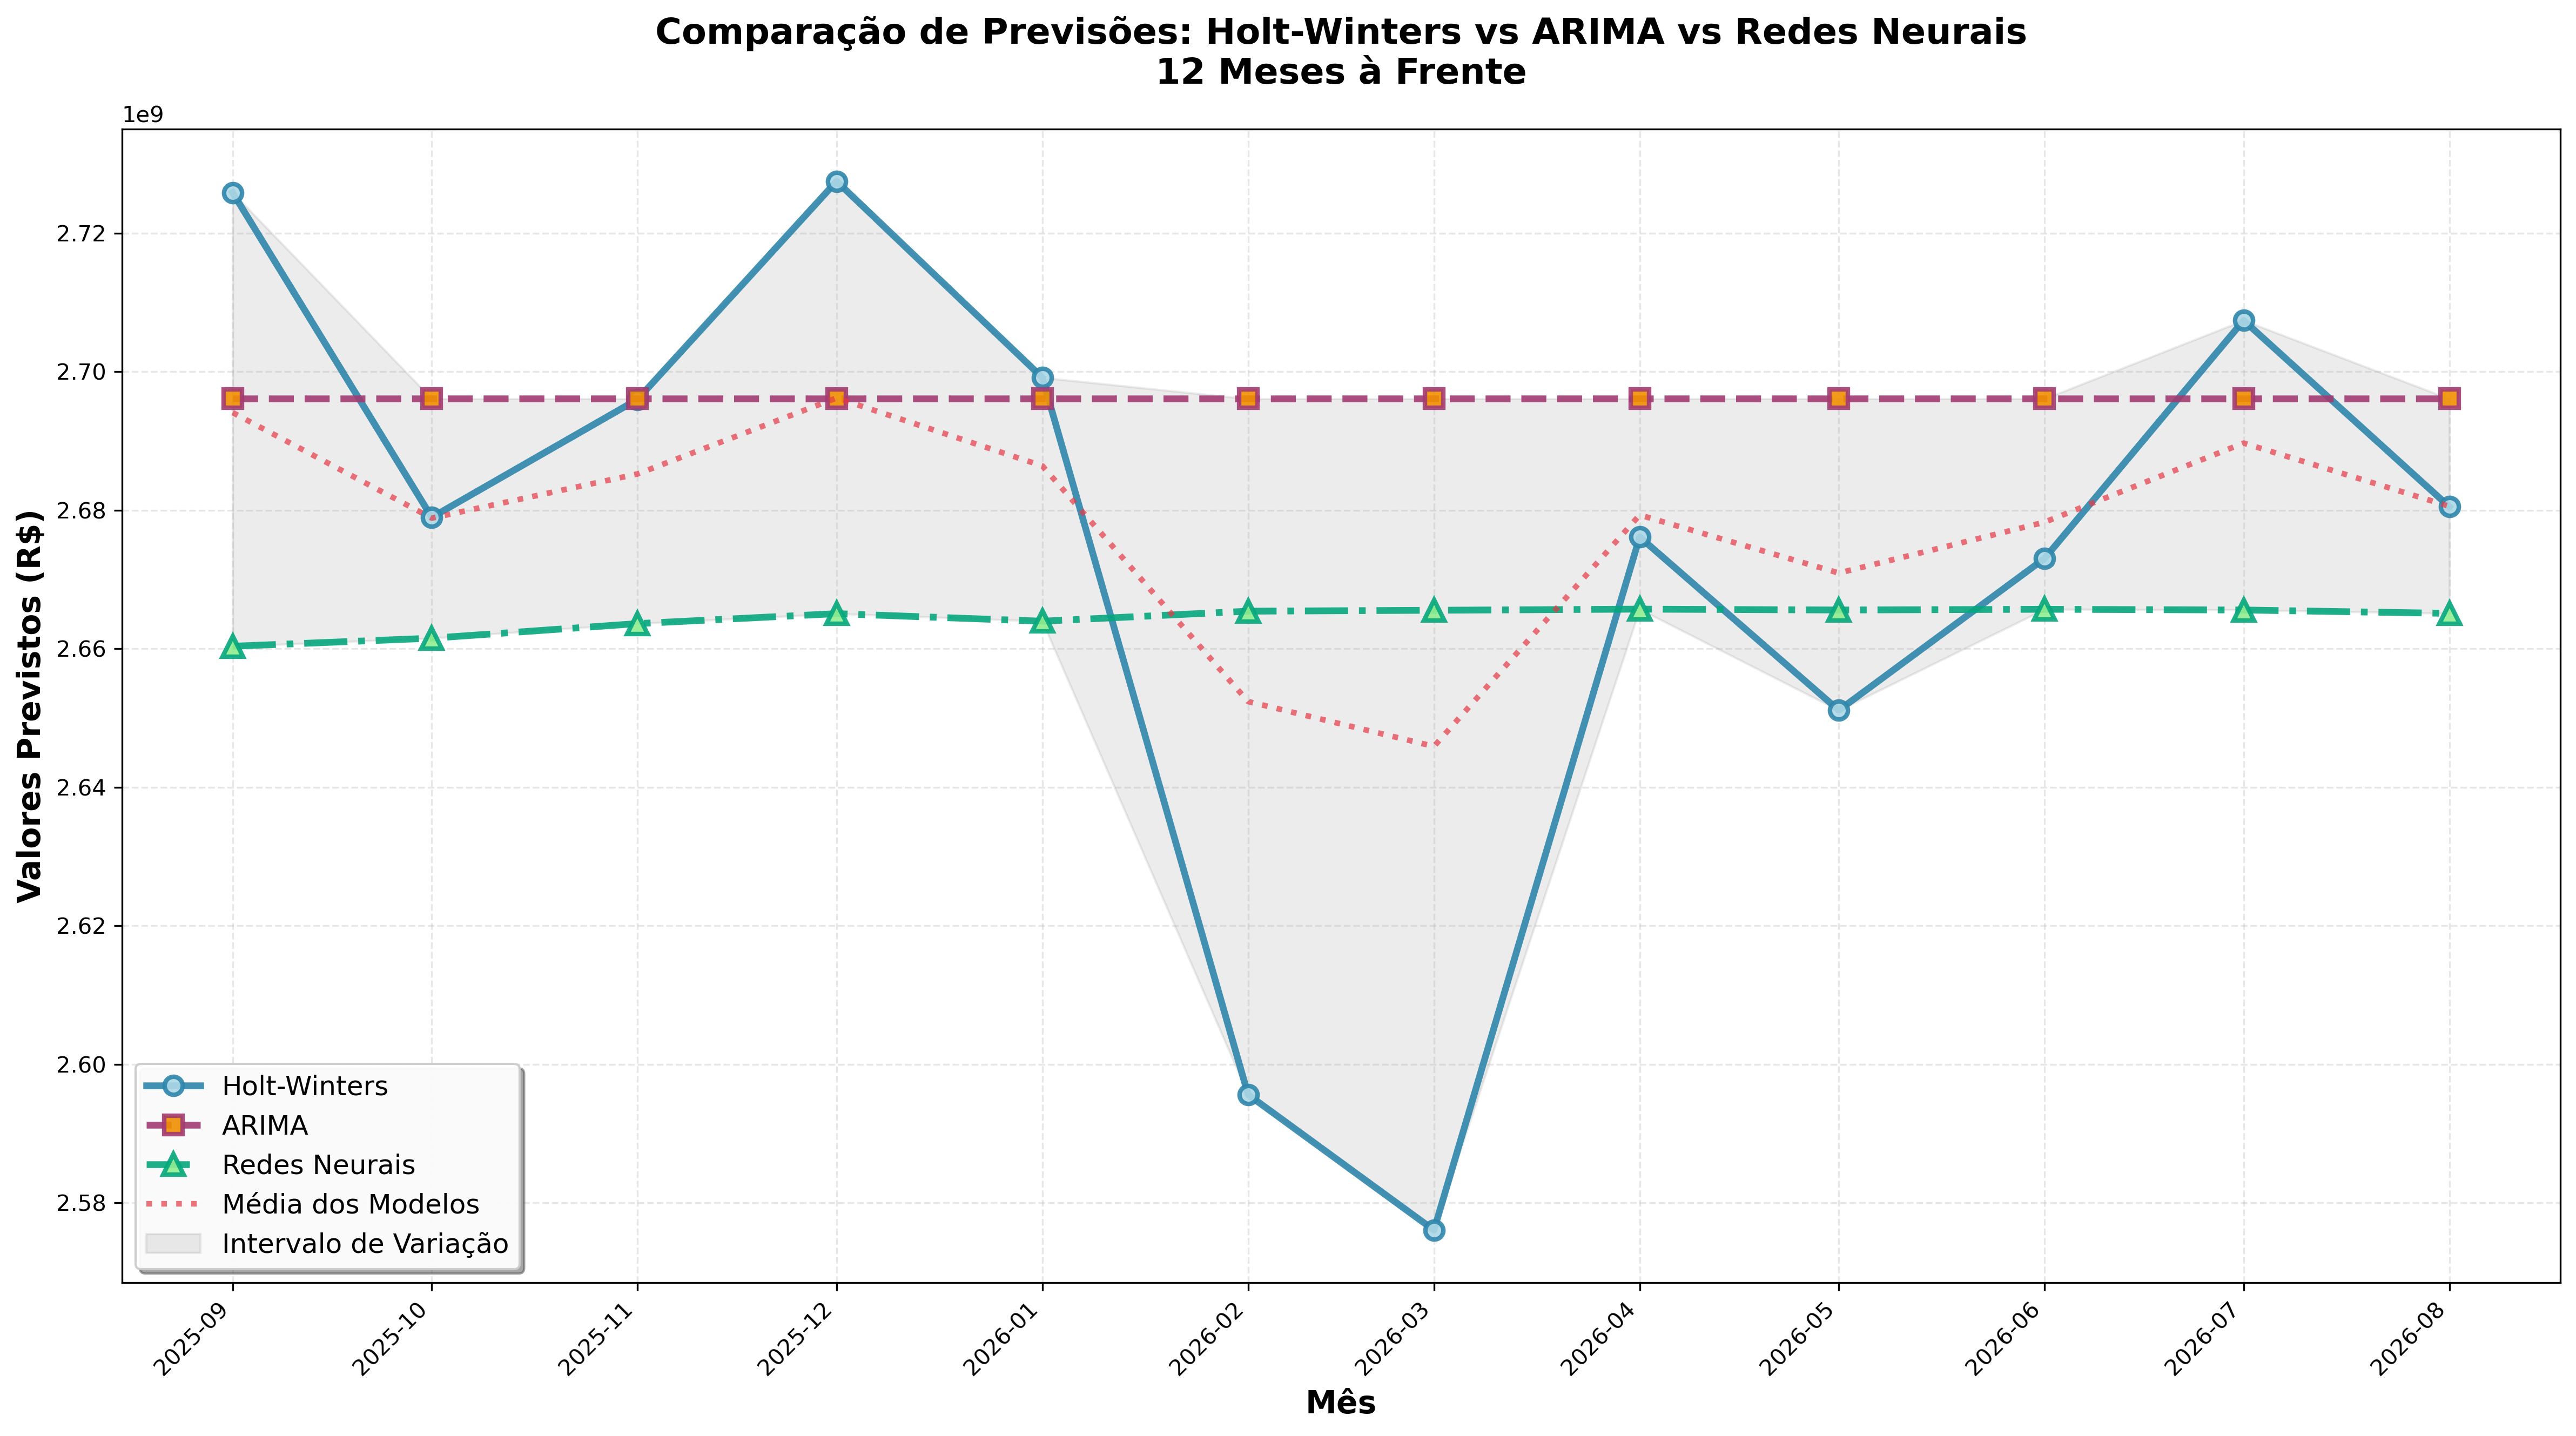 Comparação de Previsões: Holt-Winters vs ARIMA vs Redes Neurais
12 Meses à Frente
1e9
2.72
2.70
2.68
2.66
2.64
2.62
2.60
2.58
Valores Previstos (R$)
Holt-Winters
ARIMA
Redes Neurais
Média dos Modelos
Intervalo de Variação
2025-09
2025-10
2025-11
2025-12
2026-01
2026-02
2026-03
2026-04
2026-05
2026-06
2026-07
2026-08
Mês